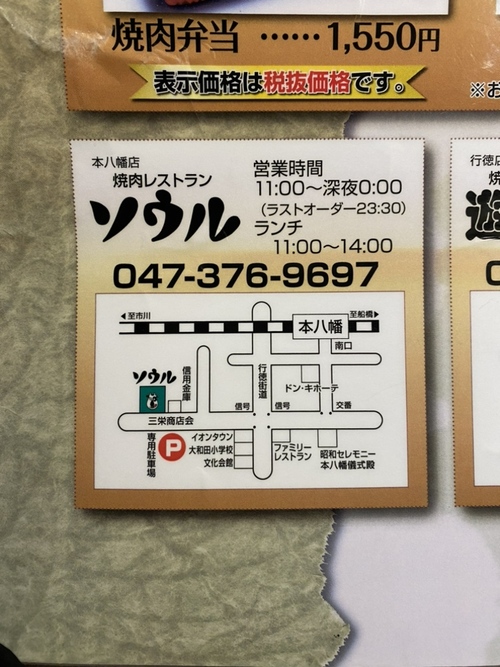 焼肉弁当 ……1,550円
表示価格は税抜価格です。
※お
本八幡店
焼肉レストラン
ソウル
営業時間
11:00〜深夜0:00
(ラストオーダー23:30)
ランチ
11:00〜14:00
047-376-9697
至市川
至船橋
本八幡
南口
ソウル
信用金庫
行徳街道
ドン・キホーテ
信号
信号
交番
三栄商店会
専用駐車場
P
イオンタウン
大和田小学校
文化会館
ファミリー
レストラン
昭和セレモニー
本八幡儀式殿
行徳店
焼
遊
0